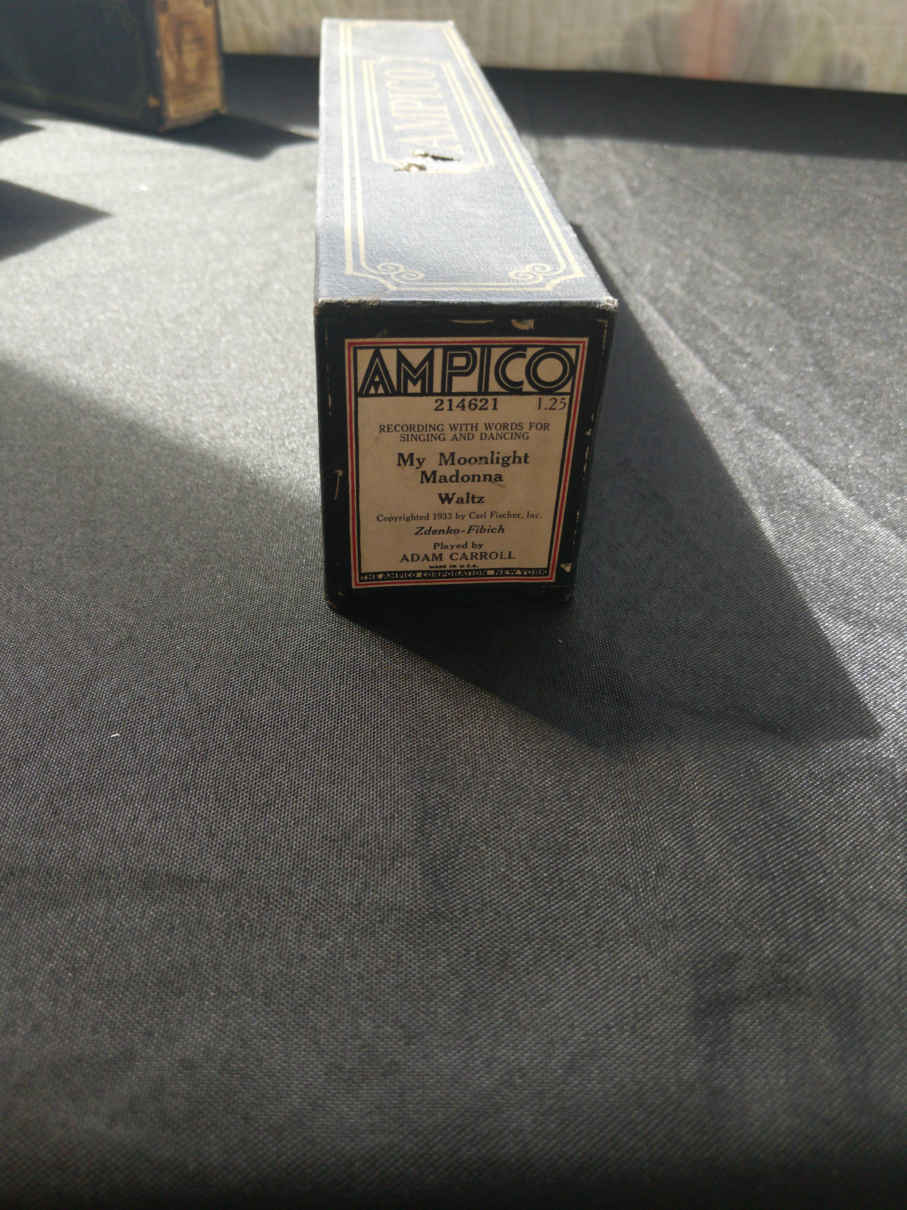 AMPICO
AMPICO
214621 1.25
RECORDING WITH WORDS FOR
SINGING AND DANCING
My Moonlight
Madonna
Waltz
Copyrighted 1933 by Carl Fischer, Inc.
Zdenko-Fibich
Played by
ADAM CARROLL
MADE IN U.S.A.
THE AMPICO CORPORATION NEW YORK